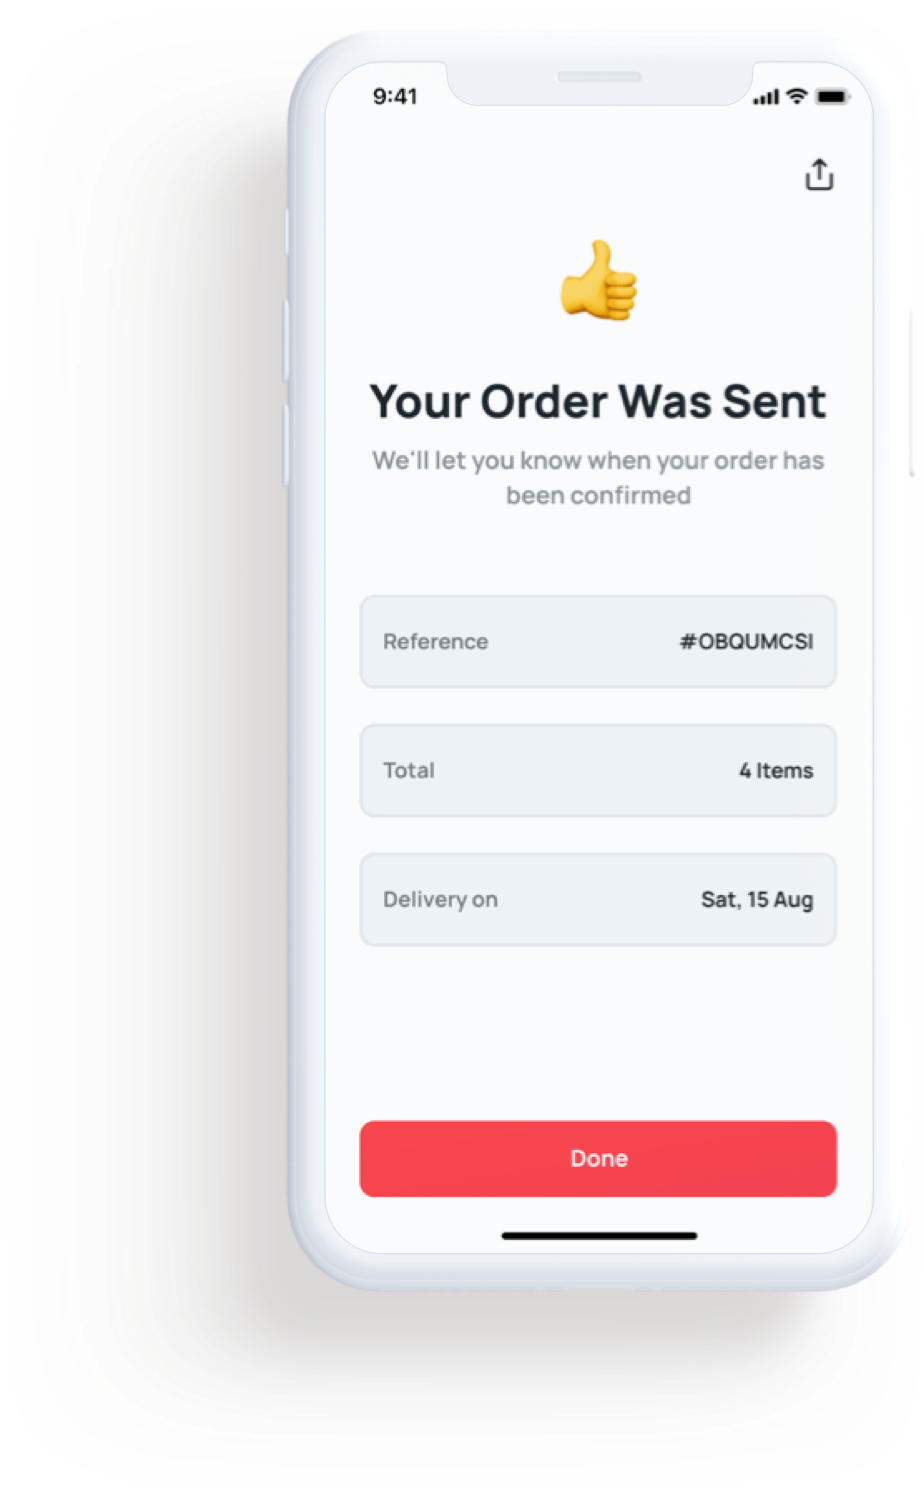 9:41
Your Order Was Sent
We'll let you know when your order has
been confirmed
Reference #OBQUMCSI
Total 4 Items
Delivery on Sat, 15 Aug
Done